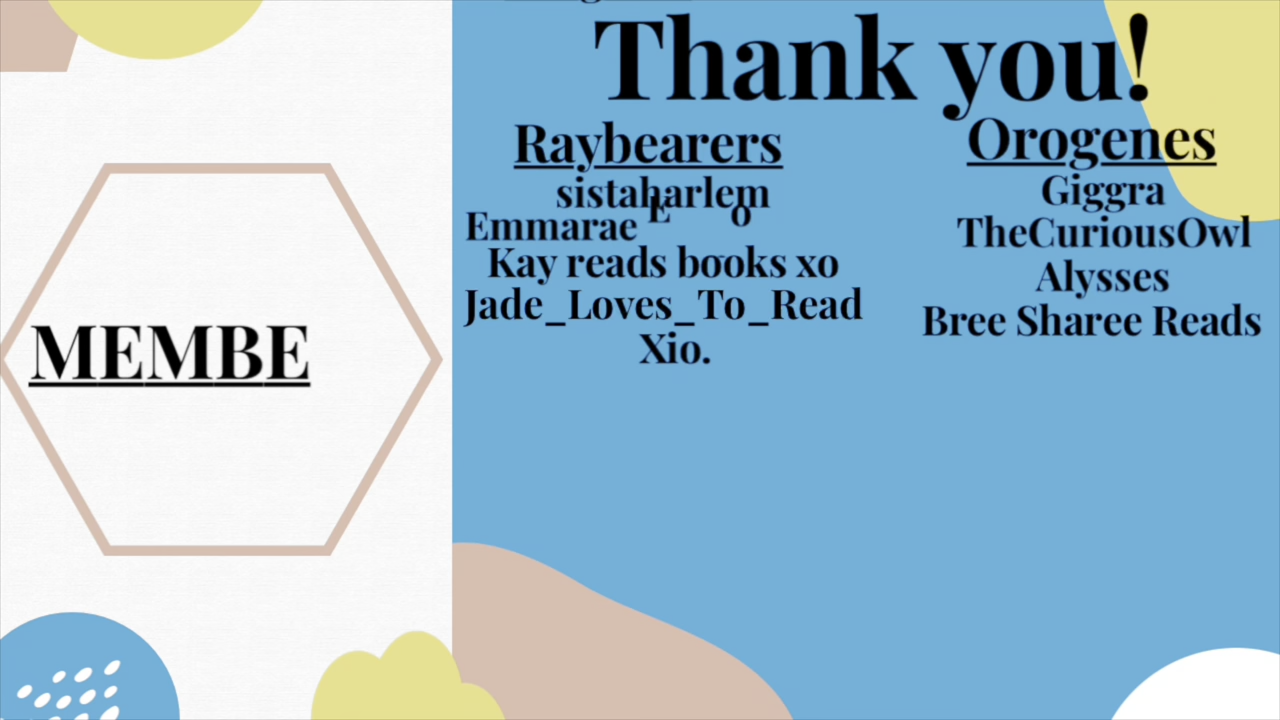 MEMBE
Thank you!
Raybearers
sistaharlem
Emmarae
Kay reads books xo
Jade_Loves_To_Read
Xio.
Orogenes
Giggra
TheCuriousOwl
Alysses
Bree Sharee Reads